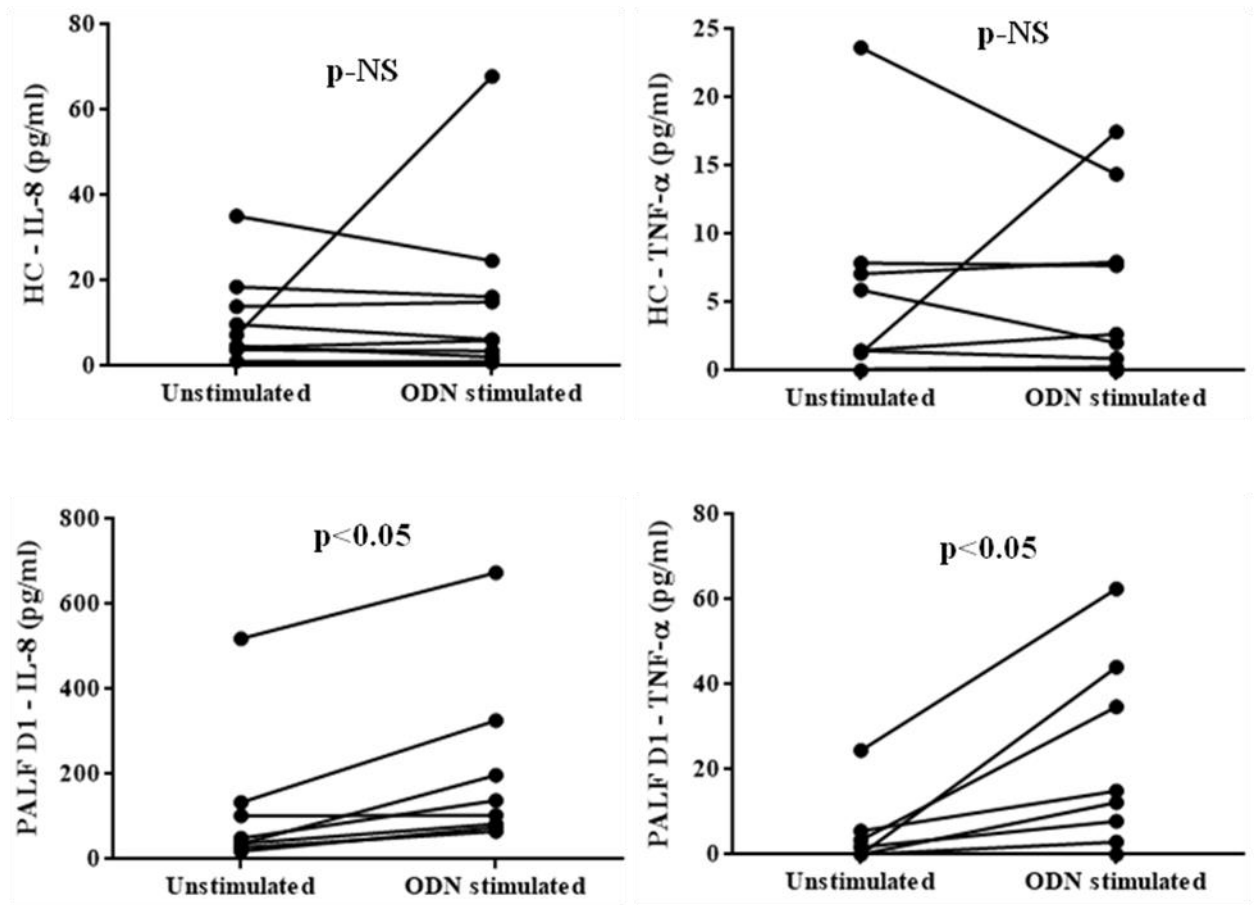 HC - IL-8 (pg/ml)
80
60
40
20
0
p-NS
Unstimulated
ODN stimulated
HC - TNF-α (pg/ml)
25
20
15
10
5
0
p-NS
Unstimulated
ODN stimulated
PALF D1 - IL-8 (pg/ml)
800
600
400
200
0
p<0.05
Unstimulated
ODN stimulated
PALF D1 - TNF-α (pg/ml)
80
60
40
20
0
p<0.05
Unstimulated
ODN stimulated